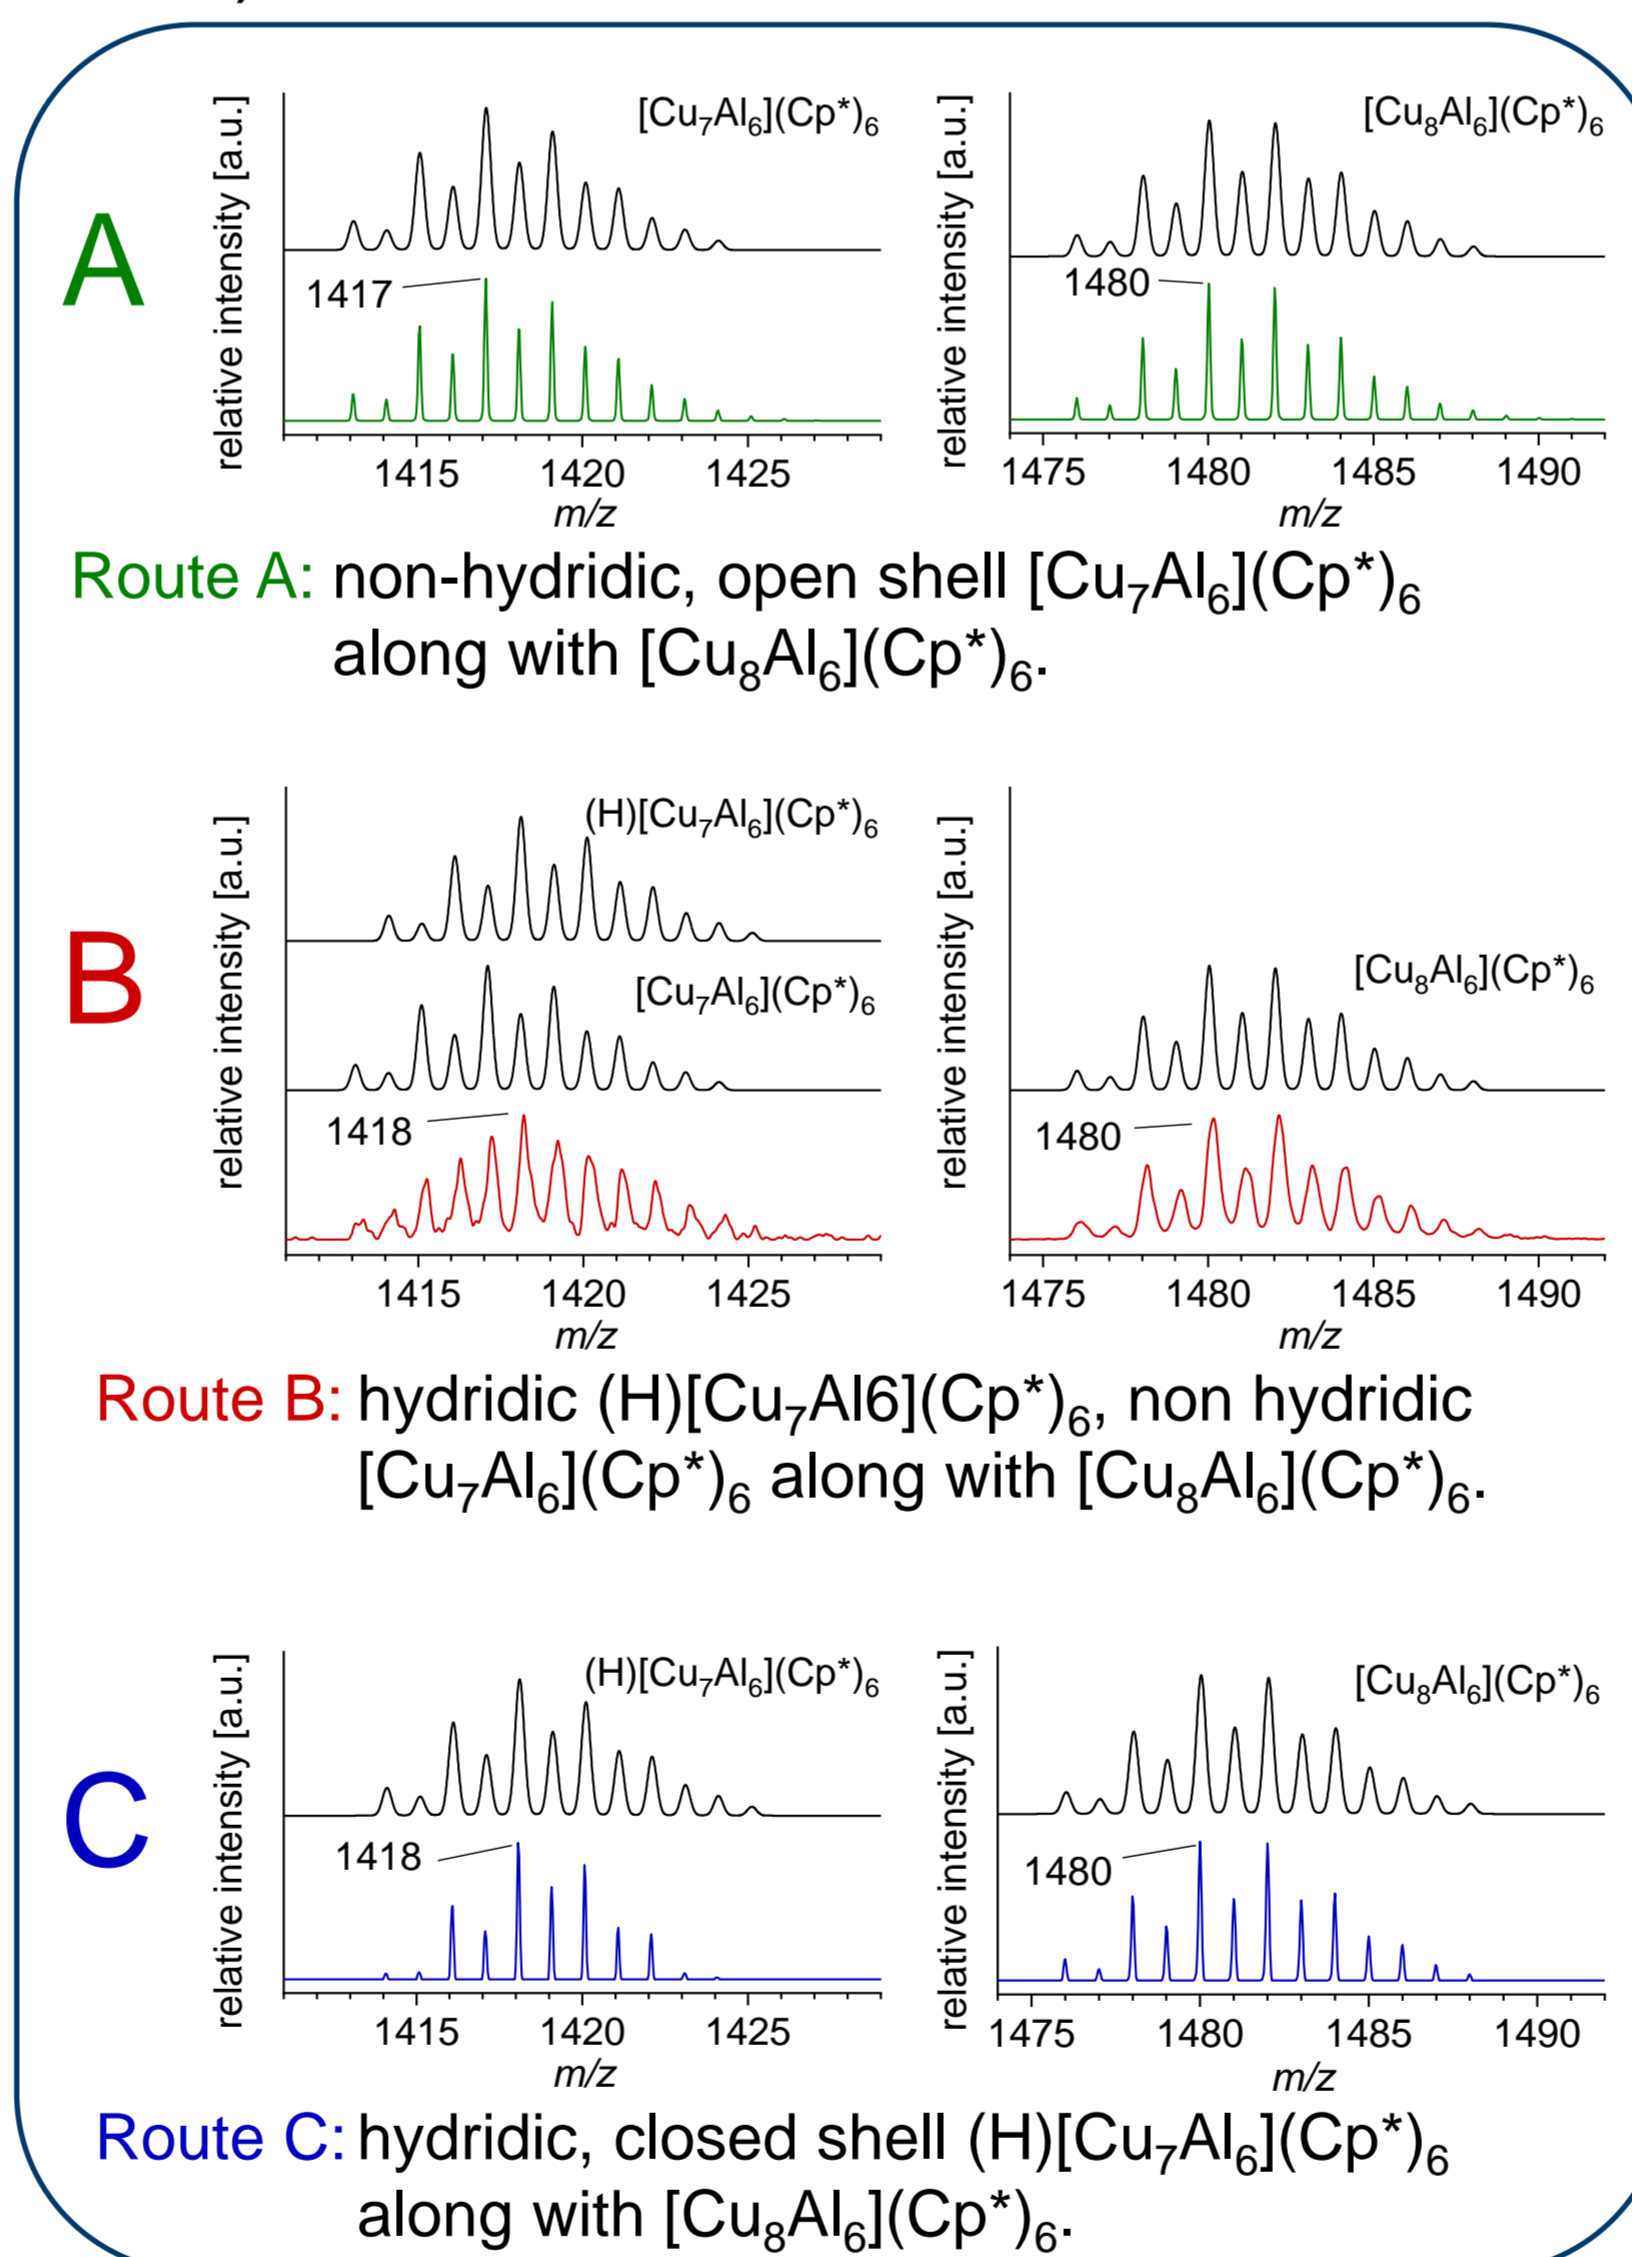 A
relative intensity [a.u.]
[Cu₇Al₆](Cp*)₆
1417
1415 1420 1425
m/z
relative intensity [a.u.]
[Cu₈Al₆](Cp*)₆
1480
1475 1480 1485 1490
m/z
Route A: non-hydridic, open shell [Cu₇Al₆](Cp*)₆
along with [Cu₈Al₆](Cp*)₆.
B
relative intensity [a.u.]
(H)[Cu₇Al₆](Cp*)₆
[Cu₇Al₆](Cp*)₆
1418
1415 1420 1425
m/z
relative intensity [a.u.]
[Cu₈Al₆](Cp*)₆
1480
1475 1480 1485 1490
m/z
Route B: hydridic (H)[Cu₇Al6](Cp*)₆, non hydridic
[Cu₇Al₆](Cp*)₆ along with [Cu₈Al₆](Cp*)₆.
C
relative intensity [a.u.]
(H)[Cu₇Al₆](Cp*)₆
1418
1415 1420 1425
m/z
relative intensity [a.u.]
[Cu₈Al₆](Cp*)₆
1480
1475 1480 1485 1490
m/z
Route C: hydridic, closed shell (H)[Cu₇Al₆](Cp*)₆
along with [Cu₈Al₆](Cp*)₆.